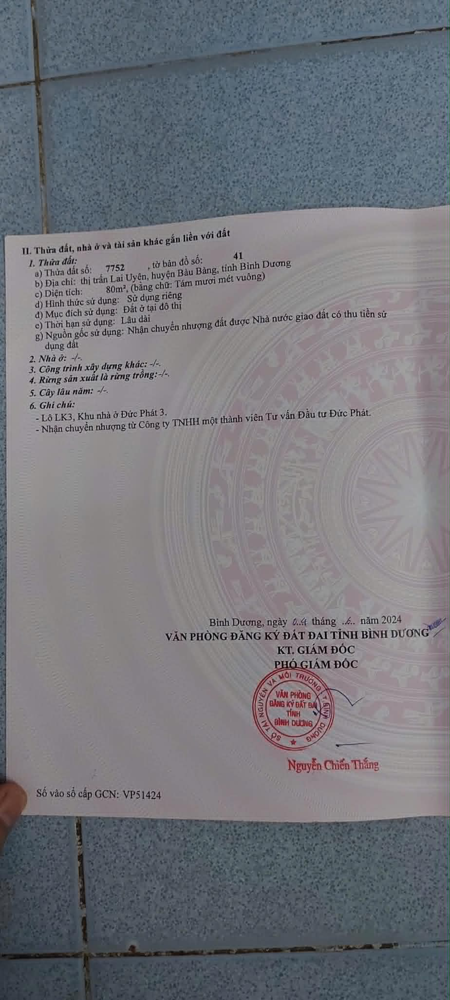 II. Thửa đất, nhà ở và tài sản khác gắn liền với đất
1. Thửa đất:
a) Thửa đất số: 7752 , tờ bản đồ số: 41
b) Địa chỉ: thị trấn Lai Uyên, huyện Bàu Bàng, tỉnh Bình Dương
c) Diện tích: 80m², (bằng chữ: Tám mươi mét vuông)
d) Hình thức sử dụng: Sử dụng riêng
đ) Mục đích sử dụng: Đất ở tại đô thị
e) Thời hạn sử dụng: Lâu dài
g) Nguồn gốc sử dụng: Nhận chuyển nhượng đất được Nhà nước giao đất có thu tiền sử
dụng đất
2. Nhà ở: -/-.
3. Công trình xây dựng khác: -/-.
4. Rừng sản xuất là rừng trồng: -/-.
5. Cây lâu năm: -/-.
6. Ghi chú:
- Lô LK3, Khu nhà ở Đức Phát 3.
- Nhận chuyển nhượng từ Công ty TNHH một thành viên Tư vấn Đầu tư Đức Phát.
Bình Dương, ngày 0..4 tháng ..6.. năm 2024
VĂN PHÒNG ĐĂNG KÝ ĐẤT ĐAI TỈNH BÌNH DƯƠNG
KT. GIÁM ĐỐC
PHÓ GIÁM ĐỐC
SỞ TÀI NGUYÊN VÀ MÔI TRƯỜNG T.BÌNH DƯƠNG
VĂN PHÒNG
ĐĂNG KÝ ĐẤT ĐAI
TỈNH
BÌNH DƯƠNG
Nguyễn Chiến Thắng
Số vào sổ cấp GCN: VP51424